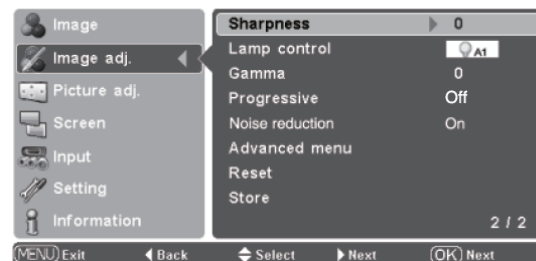 Image
Image adj.
Picture adj.
Screen
Input
Setting
Information
Sharpness 0
Lamp control A1
Gamma 0
Progressive Off
Noise reduction On
Advanced menu
Reset
Store
2 / 2
MENU Exit Back Select Next OK Next